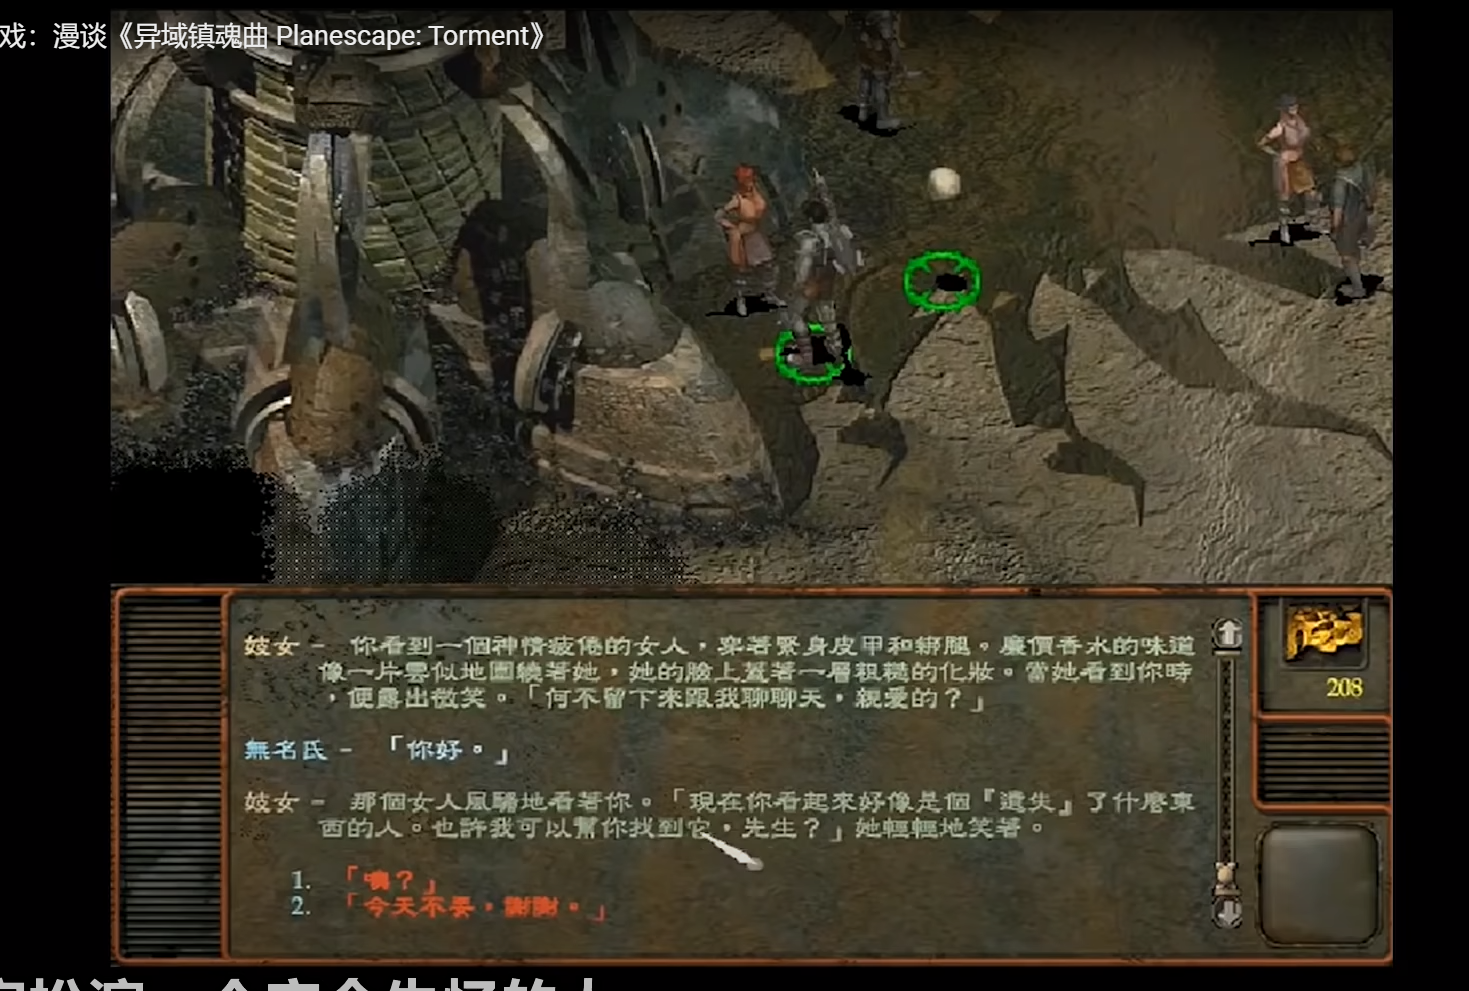 戏：漫谈《异域镇魂曲 Planescape: Torment》
妓女 - 你看到一個神情疲倦的女人，穿著緊身皮甲和綁腿。廉價香水的味道
像一片雲似地圍繞著她，她的臉上蓋著一層粗糙的化妝。當她看到你時
，便露出微笑。「何不留下來跟我聊聊天，親愛的？」
208
無名氏 - 「你好。」
妓女 - 那個女人風騷地看著你。「現在你看起來好像是個『遺失』了什麼東
西的人。也許我可以幫你找到它，先生？」她輕輕地笑著。
1. 「哦？」
2. 「今天不要，謝謝。」